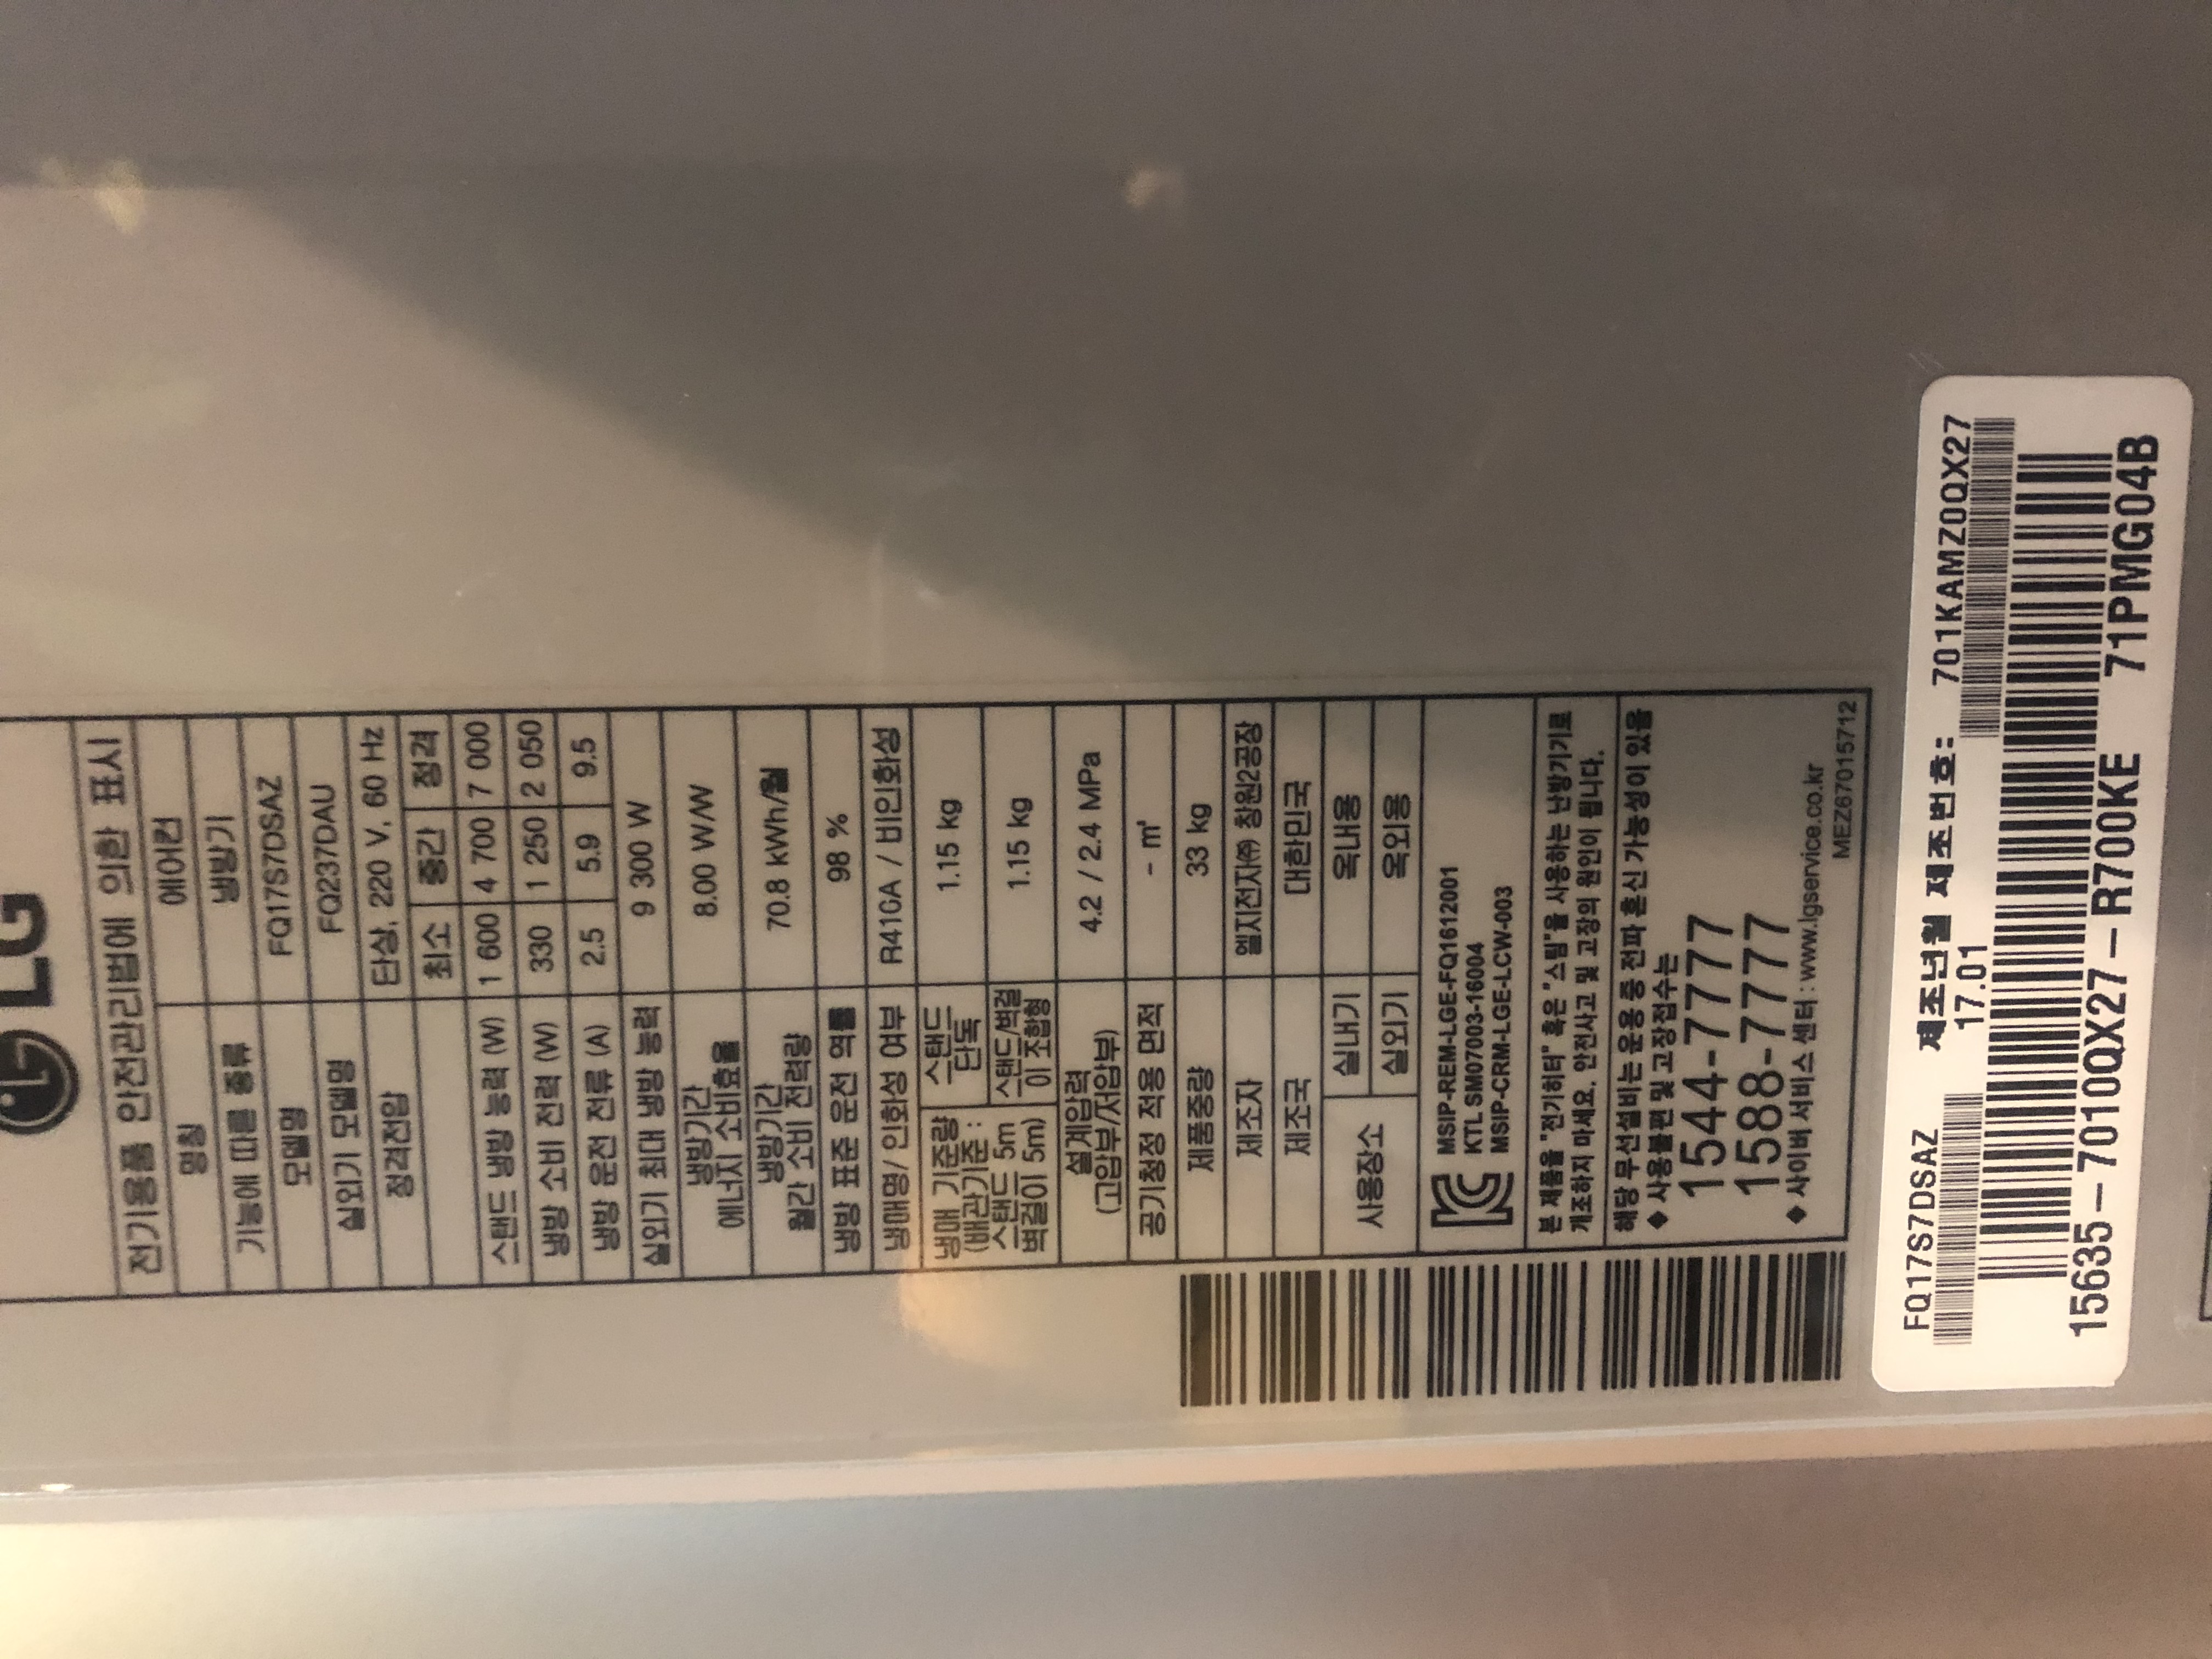 LG
전기용품 안전관리법에 의한 표시
명칭 에어컨
기능에 따른 종류 냉방기
모델명 FQ17S7DSAZ
실외기 모델명 FQ237DAU
정격전압 단상, 220 V, 60 Hz
최소 중간 정격
스탠드 냉방 능력 (W) 1 600 4 700 7 000
냉방 소비 전력 (W) 330 1 250 2 050
냉방 운전 전류 (A) 2.5 5.9 9.5
실외기 최대 냉방 능력 9 300 W
냉방기간
에너지 소비효율 8.00 W/W
냉방기간
월간 소비 전력량 70.8 kWh/월
냉방 표준 운전 역률 98 %
냉매명/ 인화성 여부 R410A / 비인화성
냉매 기준량
(배관기준 :
스탠드 5m
벽걸이 5m)
스탠드
단독 1.15 kg
스탠드/벽걸
이 조합형 1.15 kg
설계압력
(고압부/저압부) 4.2 / 2.4 MPa
공기청정 적용 면적 - ㎡
제품중량 33 kg
제조자 엘지전자㈜ 창원2공장
제조국 대한민국
사용장소 실내기 옥내용
실외기 옥외용
MSIP-REM-LGE-FQ1612001
KTL SM07003-16004
MSIP-CRM-LGE-LCW-003
본 제품을 "전기히터" 혹은 "스팀"을 사용하는 난방기기로
개조하지 마세요. 안전사고 및 고장의 원인이 됩니다.
해당 무선설비는 운용 중 전파 혼신 가능성이 있음
◆ 사용불편 및 고장접수는
1544-7777
1588-7777
◆ 사이버 서비스 센터 : www.lgservice.co.kr
MEZ67015712
FQ17S7DSAZ 제조년월 제조번호: 701KAMZ0QX27
17.01
15635-7010QX27-R700KE 71PMG04B